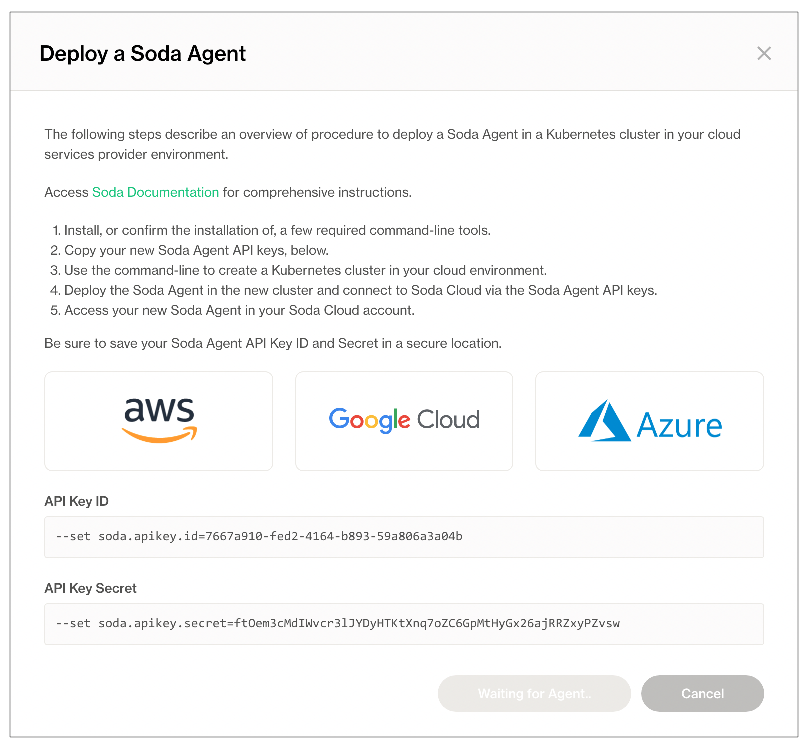 Deploy a Soda Agent
The following steps describe an overview of procedure to deploy a Soda Agent in a Kubernetes cluster in your cloud
services provider environment.
Access Soda Documentation for comprehensive instructions.
1. Install, or confirm the installation of, a few required command-line tools.
2. Copy your new Soda Agent API keys, below.
3. Use the command-line to create a Kubernetes cluster in your cloud environment.
4. Deploy the Soda Agent in the new cluster and connect to Soda Cloud via the Soda Agent API keys.
5. Access your new Soda Agent in your Soda Cloud account.
Be sure to save your Soda Agent API Key ID and Secret in a secure location.
aws Google Cloud Azure
API Key ID
--set soda.apikey.id=7667a910-fed2-4164-b893-59a806a3a04b
API Key Secret
--set soda.apikey.secret=ftOem3cMdIWvcr3lJYDyHTKtXnq7oZC6GpMtHyGx26ajRRZxyPZvsw
Waiting for Agent.. Cancel